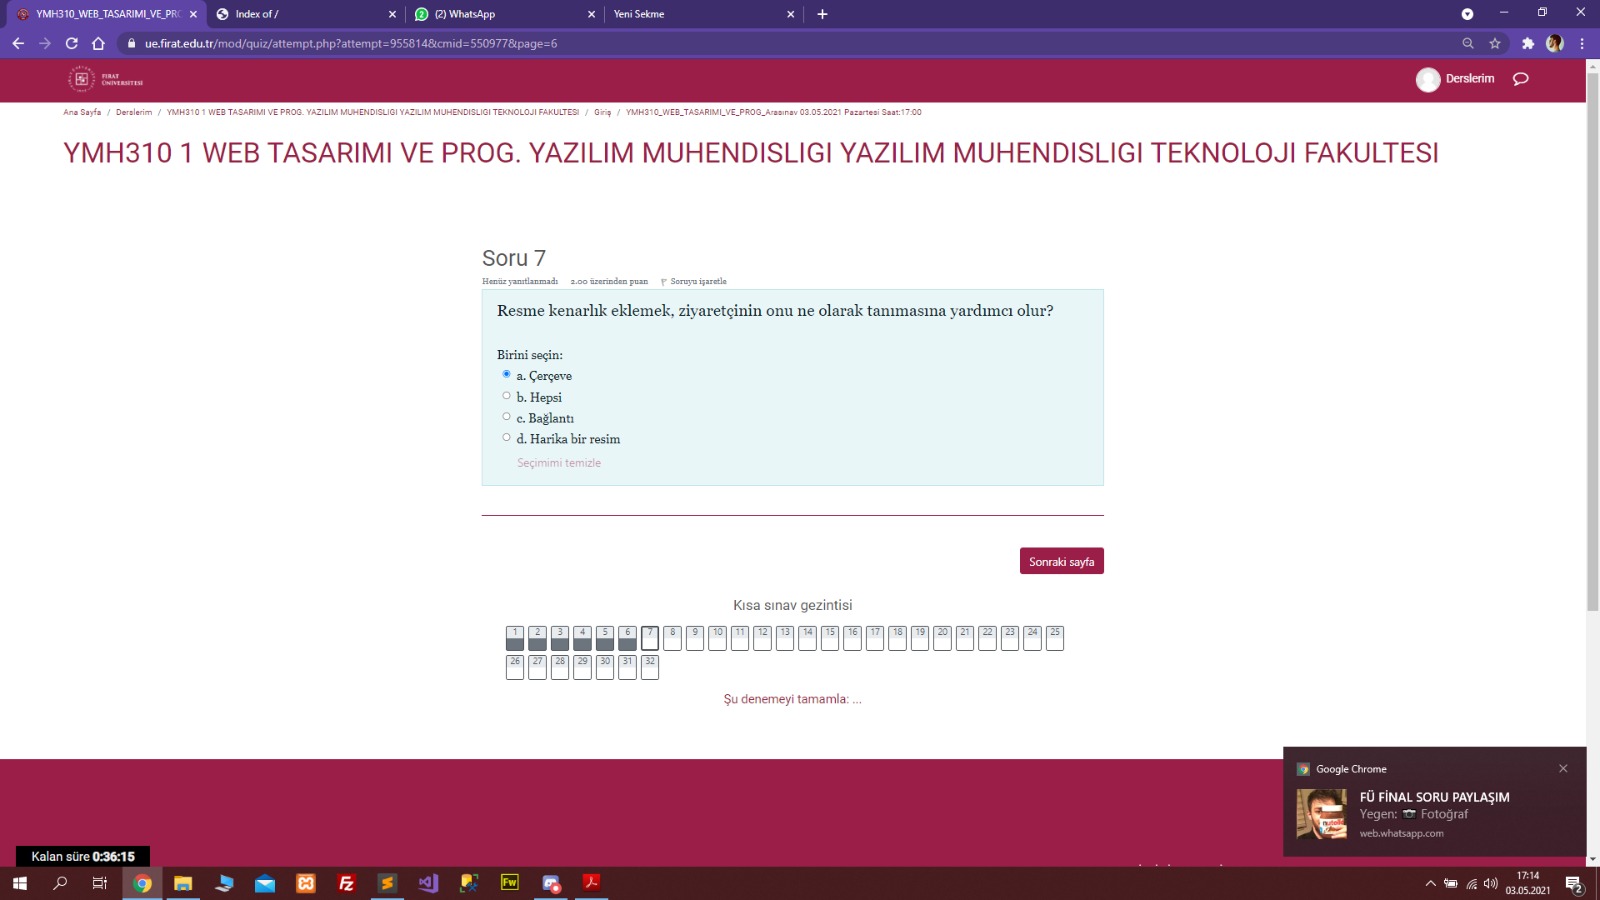 YMH310_WEB_TASARIMI_VE_PRO
Index of /
(2) WhatsApp
Yeni Sekme
ue.firat.edu.tr/mod/quiz/attempt.php?attempt=955814&cmid=550977&page=6
FIRAT
ÜNİVERSİTESİ
Derslerim
Ana Sayfa / Derslerim / YMH310 1 WEB TASARIMI VE PROG. YAZILIM MUHENDISLIGI YAZILIM MUHENDISLIGI TEKNOLOJI FAKULTESI / Giriş / YMH310_WEB_TASARIMI_VE_PROG_Arasınav 03.05.2021 Pazartesi Saat:17:00
YMH310 1 WEB TASARIMI VE PROG. YAZILIM MUHENDISLIGI YAZILIM MUHENDISLIGI TEKNOLOJI FAKULTESI
Soru 7
Henüz yanıtlanmadı 2.00 üzerinden puan Soruyu işaretle
Resme kenarlık eklemek, ziyaretçinin onu ne olarak tanımasına yardımcı olur?
Birini seçin:
a. Çerçeve
b. Hepsi
c. Bağlantı
d. Harika bir resim
Seçimimi temizle
Sonraki sayfa
Kısa sınav gezintisi
1 2 3 4 5 6 7 8 9 10 11 12 13 14 15 16 17 18 19 20 21 22 23 24 25
26 27 28 29 30 31 32
Şu denemeyi tamamla: ...
Google Chrome
FÜ FİNAL SORU PAYLAŞIM
Yegen: 📷 Fotoğraf
web.whatsapp.com
Kalan süre 0:36:15
17:14
03.05.2021
2